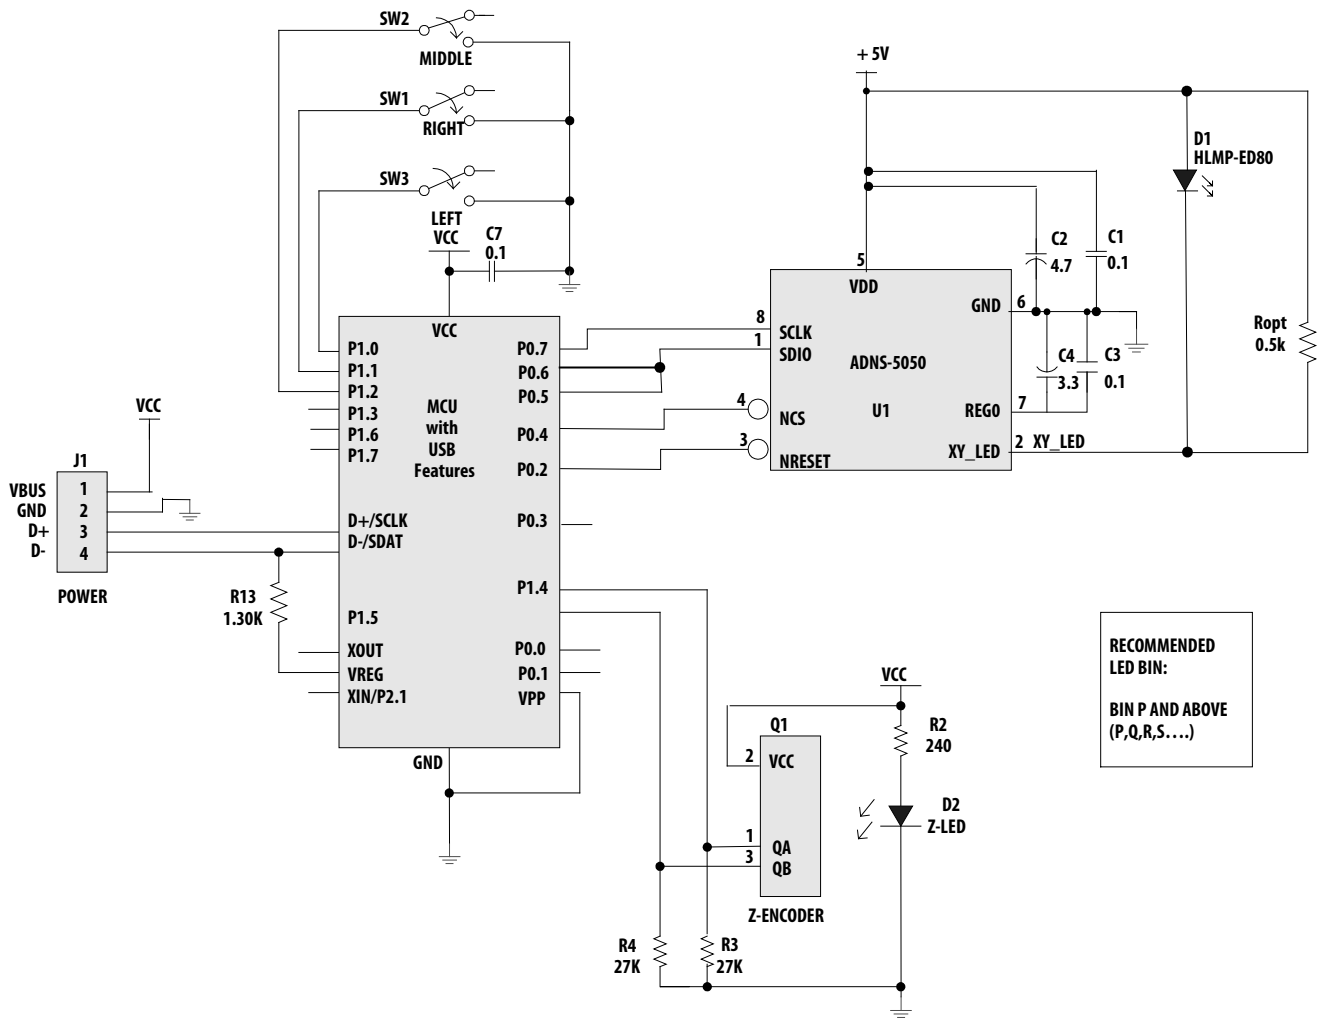 SW2
MIDDLE
SW1
RIGHT
SW3
LEFT
VCC
C7
0.1
+ 5V
D1
HLMP-ED80
C2
4.7
C1
0.1
5
VDD
GND
6
Ropt
0.5k
VCC
P1.0
P1.1
P1.2
P1.3
P1.6
P1.7
MCU
with
USB
Features
P0.7
P0.6
P0.5
P0.4
P0.2
P0.3
8
1
4
3
SCLK
SDIO
NCS
NRESET
ADNS-5050
U1
C4
3.3
C3
0.1
REG0
7
XY_LED
2
XY_LED
VCC
J1
VBUS
GND
D+
D-
1
2
3
4
POWER
D+/SCLK
D-/SDAT
R13
1.30K
P1.5
XOUT
VREG
XIN/P2.1
P1.4
P0.0
P0.1
VPP
GND
RECOMMENDED
LED BIN:
BIN P AND ABOVE
(P,Q,R,S....)
VCC
R2
240
Q1
2
VCC
D2
Z-LED
1
3
QA
QB
Z-ENCODER
R4
27K
R3
27K